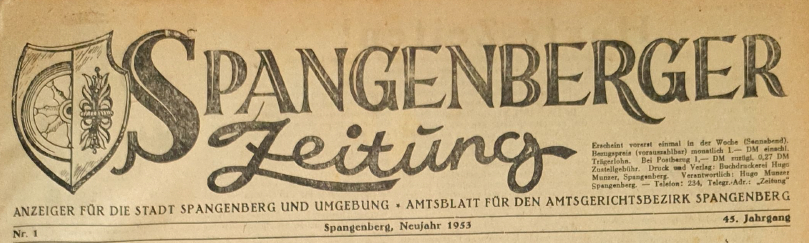 SPANGENBERGER
Zeitung
Erscheint vorerst einmal in der Woche (Sonnabend).
Bezugspreis (vorauszahlbar) monatlich 1.— DM einschl.
Trägerlohn. Bei Postbezug 1,— DM zuzügl. 0,27 DM
Zustellgebühr. Druck und Verlag: Buchdruckerei Hugo
Munzer, Spangenberg. Verantwortlich: Hugo Munzer
Spangenberg. — Telefon: 234, Telegr.-Adr.: „Zeitung"
ANZEIGER FÜR DIE STADT SPANGENBERG UND UMGEBUNG • AMTSBLATT FÜR DEN AMTSGERICHTSBEZIRK SPANGENBERG
Nr. 1 Spangenberg, Neujahr 1953 45. Jahrgang